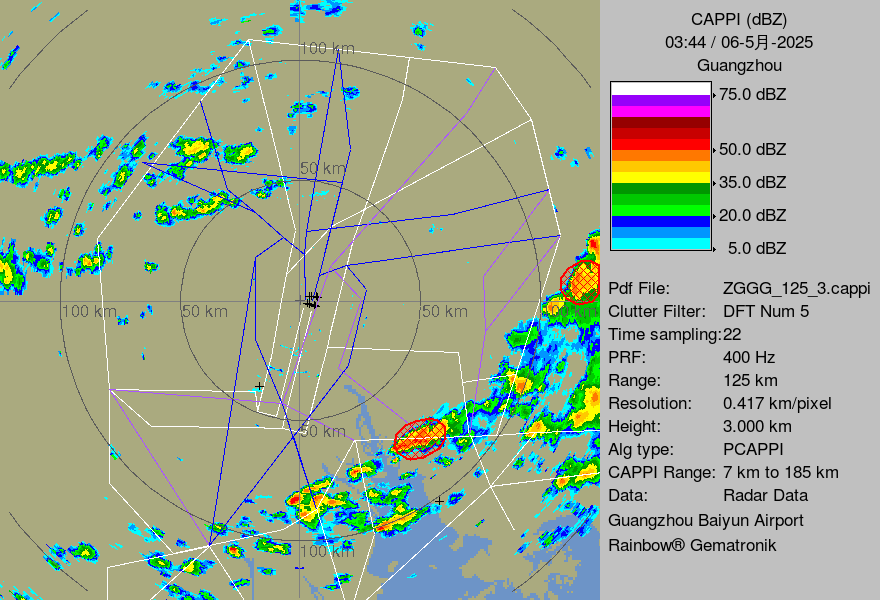 CAPPI (dBZ)
03:44 / 06-5月-2025
Guangzhou
75.0 dBZ
50.0 dBZ
35.0 dBZ
20.0 dBZ
5.0 dBZ
Pdf File: ZGGG_125_3.cappi
Clutter Filter: DFT Num 5
Time sampling:22
PRF: 400 Hz
Range: 125 km
Resolution: 0.417 km/pixel
Height: 3.000 km
Alg type: PCAPPI
CAPPI Range: 7 km to 185 km
Data: Radar Data
Guangzhou Baiyun Airport
Rainbow® Gematronik
100 km
50 km
100 km
50 km
50 km
50 km
100 km